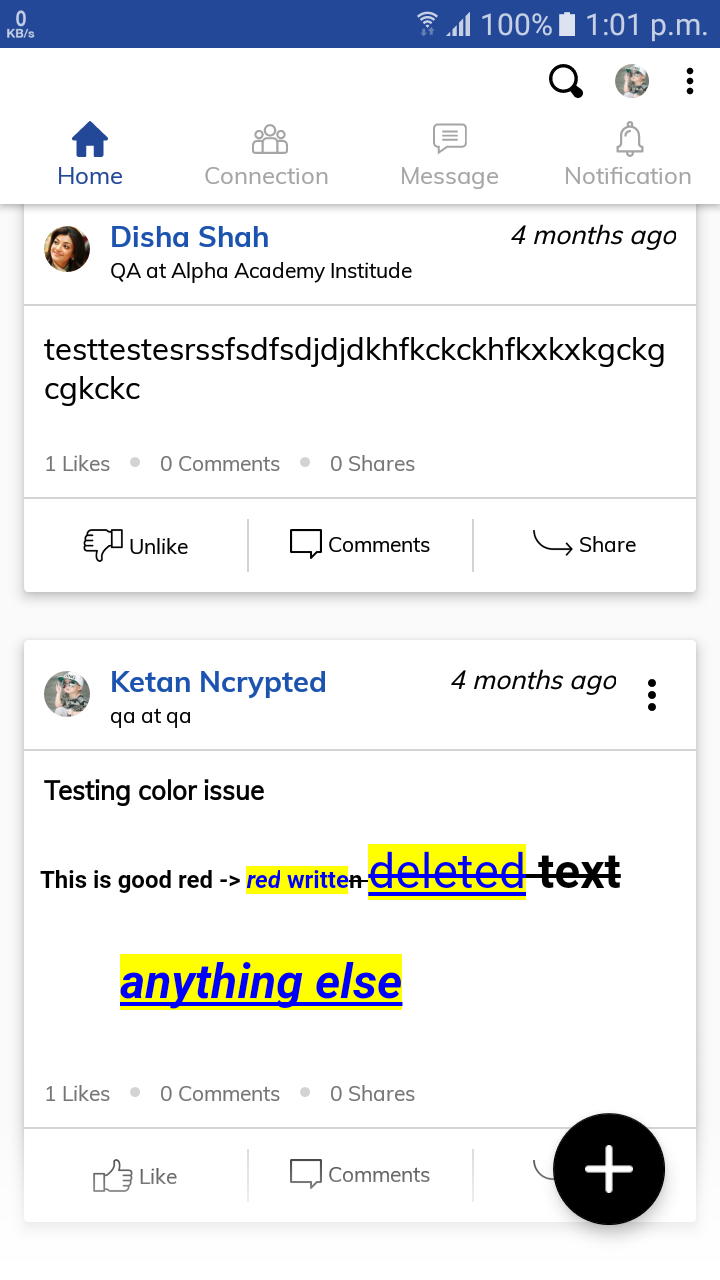 0 KB/s 100% 1:01 p.m.
Home Connection Message Notification
Disha Shah 4 months ago
QA at Alpha Academy Institude
testtestesrssfsdfsdjdjdkhfkckckhfkxkxkgckg
cgkckc
1 Likes 0 Comments 0 Shares
Unlike Comments Share
Ketan Ncrypted 4 months ago
qa at qa
Testing color issue
This is good red -> red written deleted text
anything else
1 Likes 0 Comments 0 Shares
Like Comments